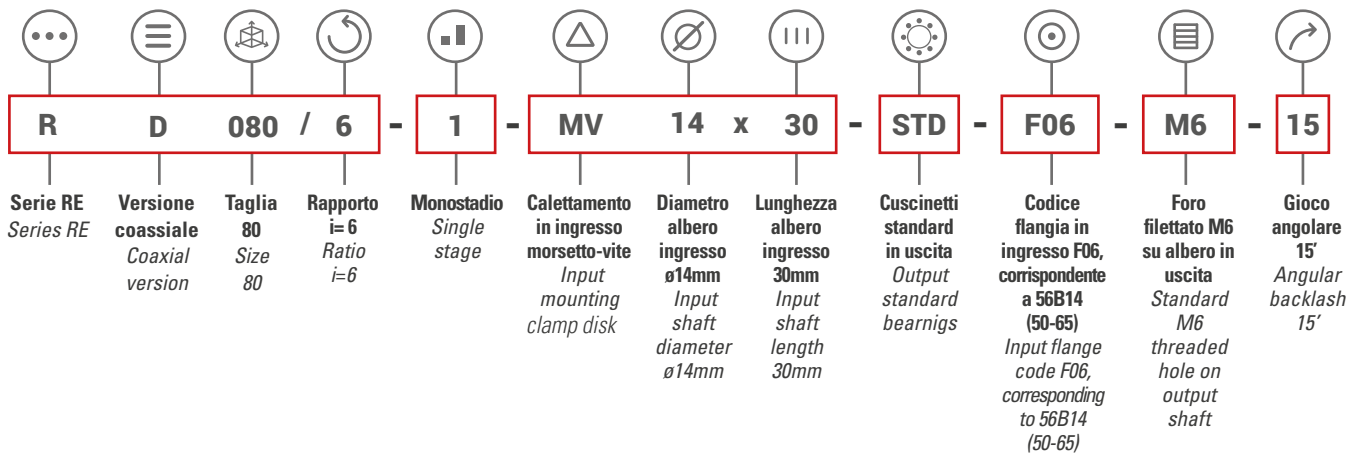 R D 080 / 6 - 1 - MV 14 x 30 - STD - F06 - M6 - 15
Serie RE
Series RE
Versione
coassiale
Coaxial
version
Taglia
80
Size
80
Rapporto
i= 6
Ratio
i=6
Monostadio
Single
stage
Calettamento
in ingresso
morsetto-vite
Input
mounting
clamp disk
Diametro
albero
ingresso
ø14mm
Input
shaft
diameter
ø14mm
Lunghezza
albero
ingresso
30mm
Input
shaft
length
30mm
Cuscinetti
standard
in uscita
Output
standard
bearnigs
Codice
flangia in
ingresso F06,
corrispondente
a 56B14
(50-65)
Input flange
code F06,
corresponding
to 56B14
(50-65)
Foro
filettato M6
su albero in
uscita
Standard
M6
threaded
hole on
output
shaft
Gioco
angolare
15'
Angular
backlash
15'